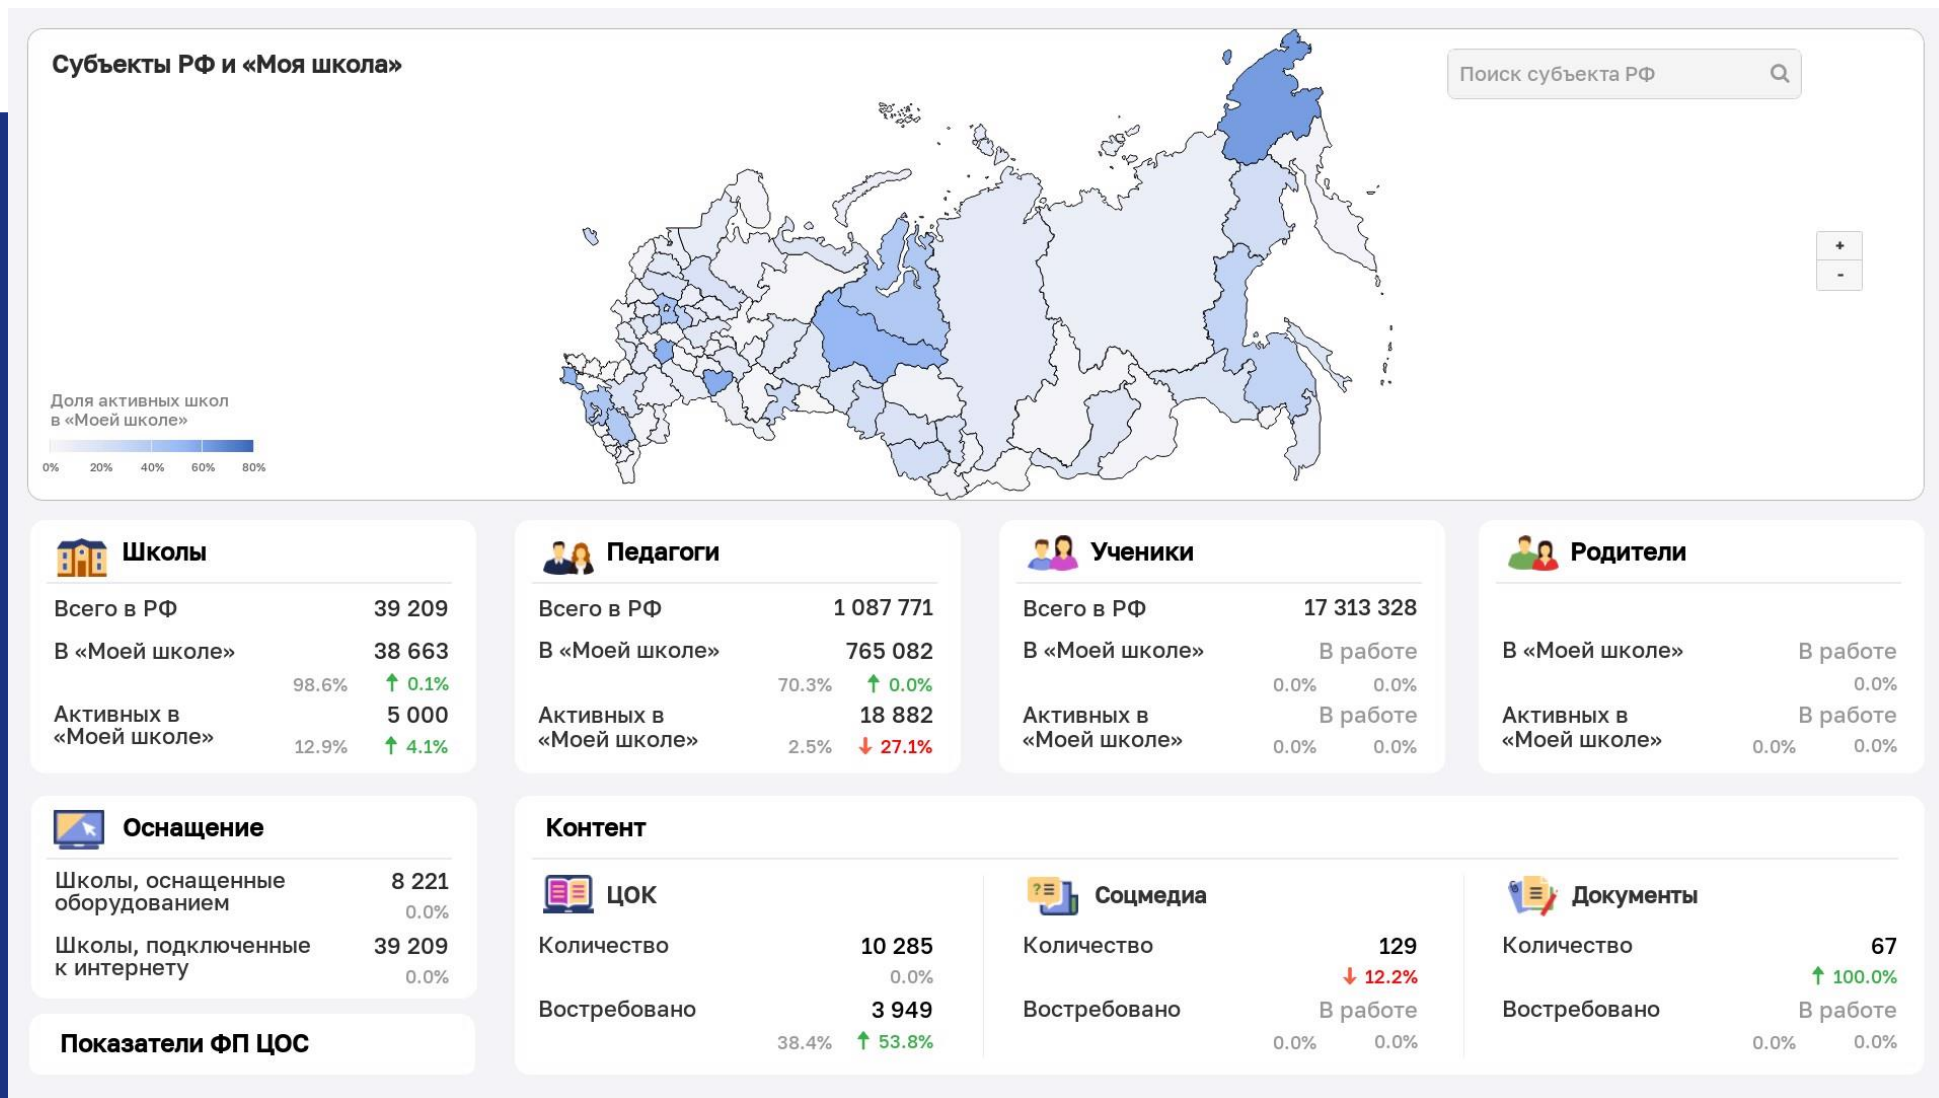 Субъекты РФ и «Моя школа»
Поиск субъекта РФ
+
-
Доля активных школ
в «Моей школе»
0% 20% 40% 60% 80%
Школы
Всего в РФ 39 209
В «Моей школе» 38 663
98.6% ↑ 0.1%
Активных в 5 000
«Моей школе» 12.9% ↑ 4.1%
Педагоги
Всего в РФ 1 087 771
В «Моей школе» 765 082
70.3% ↑ 0.0%
Активных в 18 882
«Моей школе» 2.5% ↓ 27.1%
Ученики
Всего в РФ 17 313 328
В «Моей школе» В работе
0.0% 0.0%
Активных в В работе
«Моей школе» 0.0% 0.0%
Родители
В «Моей школе» В работе
0.0%
Активных в В работе
«Моей школе» 0.0% 0.0%
Оснащение
Школы, оснащенные 8 221
оборудованием 0.0%
Школы, подключенные 39 209
к интернету 0.0%
Показатели ФП ЦОС
Контент
ЦОК
Количество 10 285
0.0%
Востребовано 3 949
38.4% ↑ 53.8%
Соцмедиа
Количество 129
↓ 12.2%
Востребовано В работе
0.0% 0.0%
Документы
Количество 67
↑ 100.0%
Востребовано В работе
0.0% 0.0%